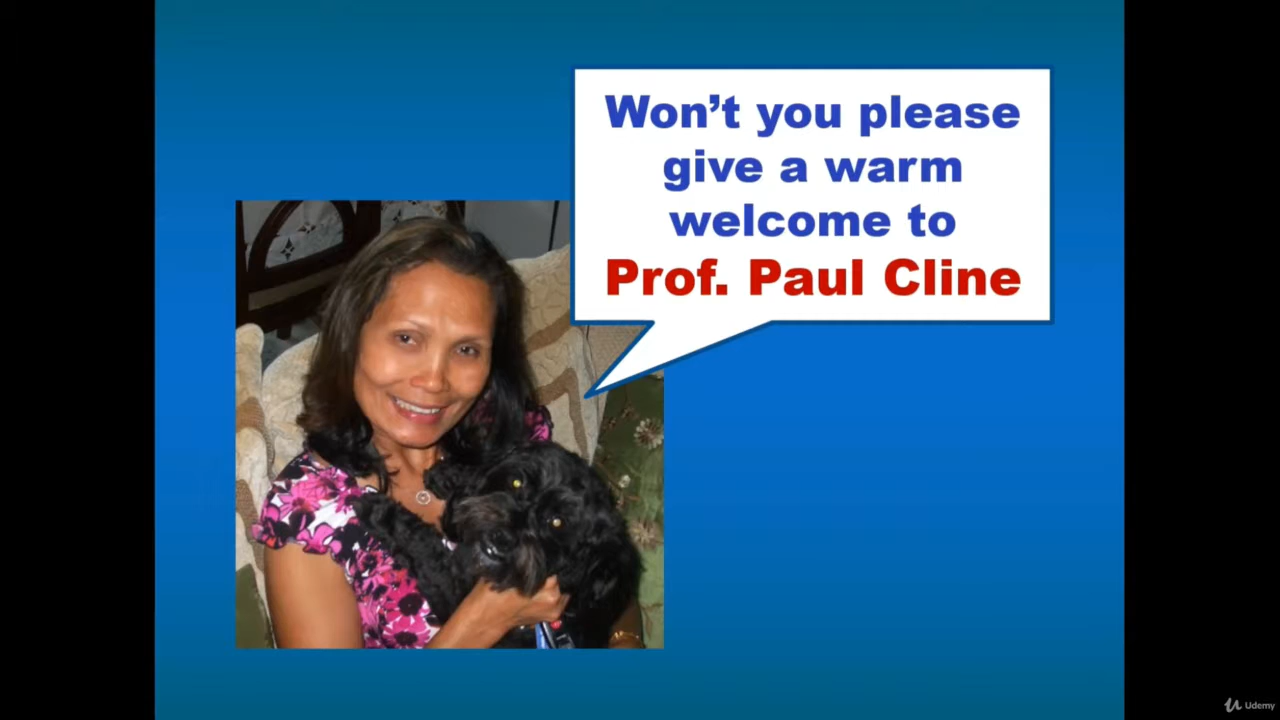 Won't you please
give a warm
welcome to
Prof. Paul Cline
Udemy